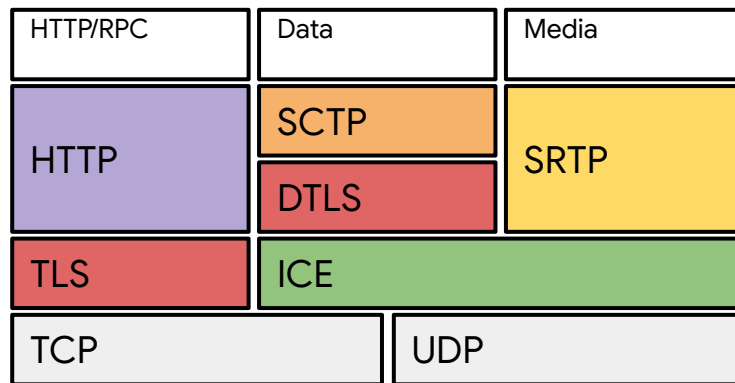 HTTP/RPC
Data
Media
HTTP
SCTP
SRTP
DTLS
TLS
ICE
TCP
UDP